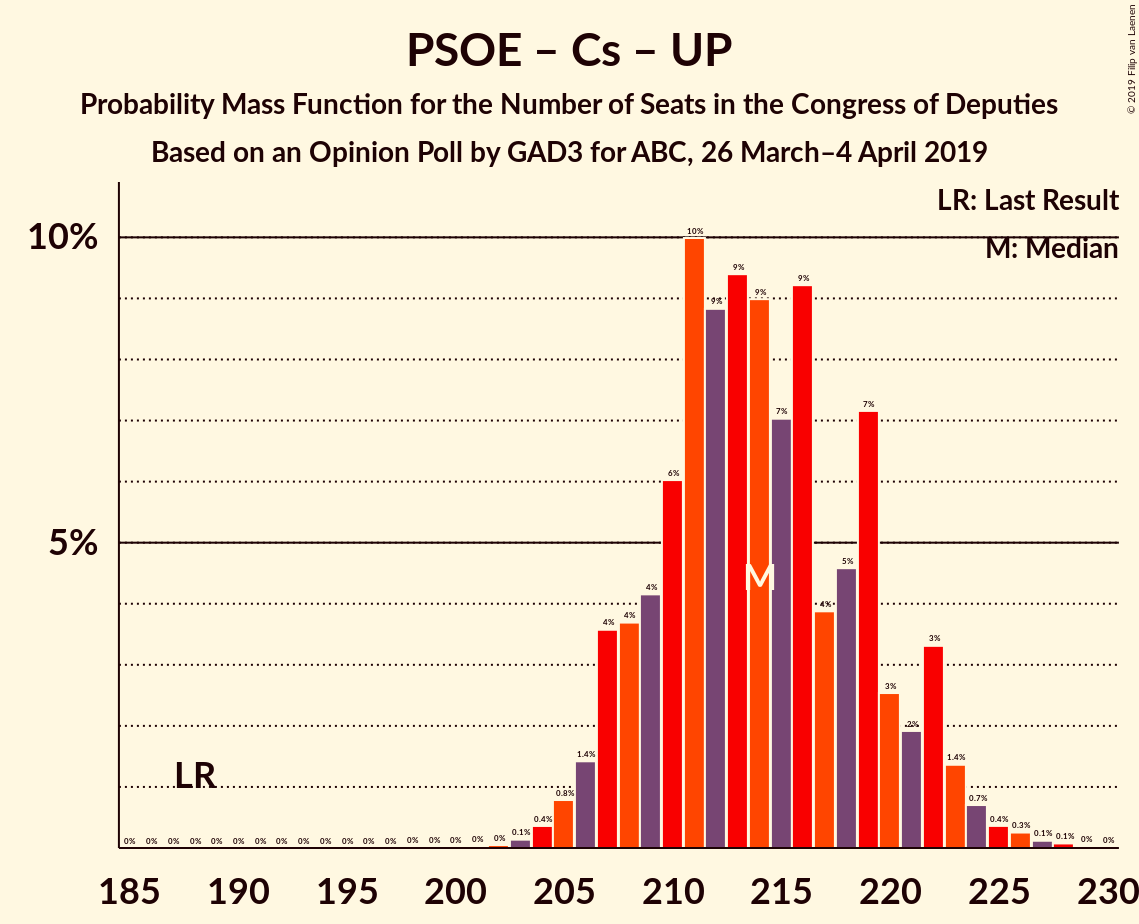 PSOE – Cs – UP
Probability Mass Function for the Number of Seats in the Congress of Deputies
Based on an Opinion Poll by GAD3 for ABC, 26 March–4 April 2019
© 2019 Filip van Laenen
LR: Last Result
M: Median
10%
5%
LR
M
0% 0% 0% 0% 0% 0% 0% 0% 0% 0% 0% 0% 0% 0% 0% 0% 0% 0% 0.1% 0.4% 0.8% 1.4% 4% 4% 4% 6% 10% 9% 9% 9% 7% 9% 4% 5% 7% 3% 2% 3% 1.4% 0.7% 0.4% 0.3% 0.1% 0.1% 0% 0%
185 190 195 200 205 210 215 220 225 230